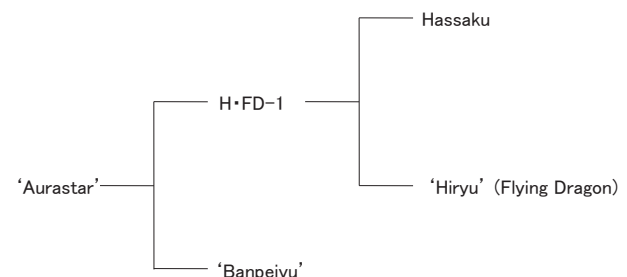 Hassaku
H・FD-1
‘Hiryu’ (Flying Dragon)
‘Aurastar’
‘Banpeiyu’